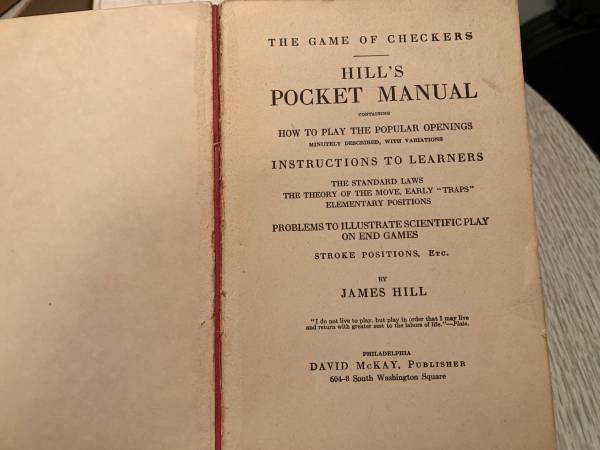 THE GAME OF CHECKERS
HILL'S
POCKET MANUAL
CONTAINING
HOW TO PLAY THE POPULAR OPENINGS
MINUTELY DESCRIBED, WITH VARIATIONS
INSTRUCTIONS TO LEARNERS
THE STANDARD LAWS
THE THEORY OF THE MOVE, EARLY "TRAPS"
ELEMENTARY POSITIONS
PROBLEMS TO ILLUSTRATE SCIENTIFIC PLAY
ON END GAMES
STROKE POSITIONS, ETC.
BY
JAMES HILL
"I do not live to play, but play in order that I may live
and return with greater zest to the labors of life."—Plato.
PHILADELPHIA
DAVID McKAY, PUBLISHER
604-8 South Washington Square